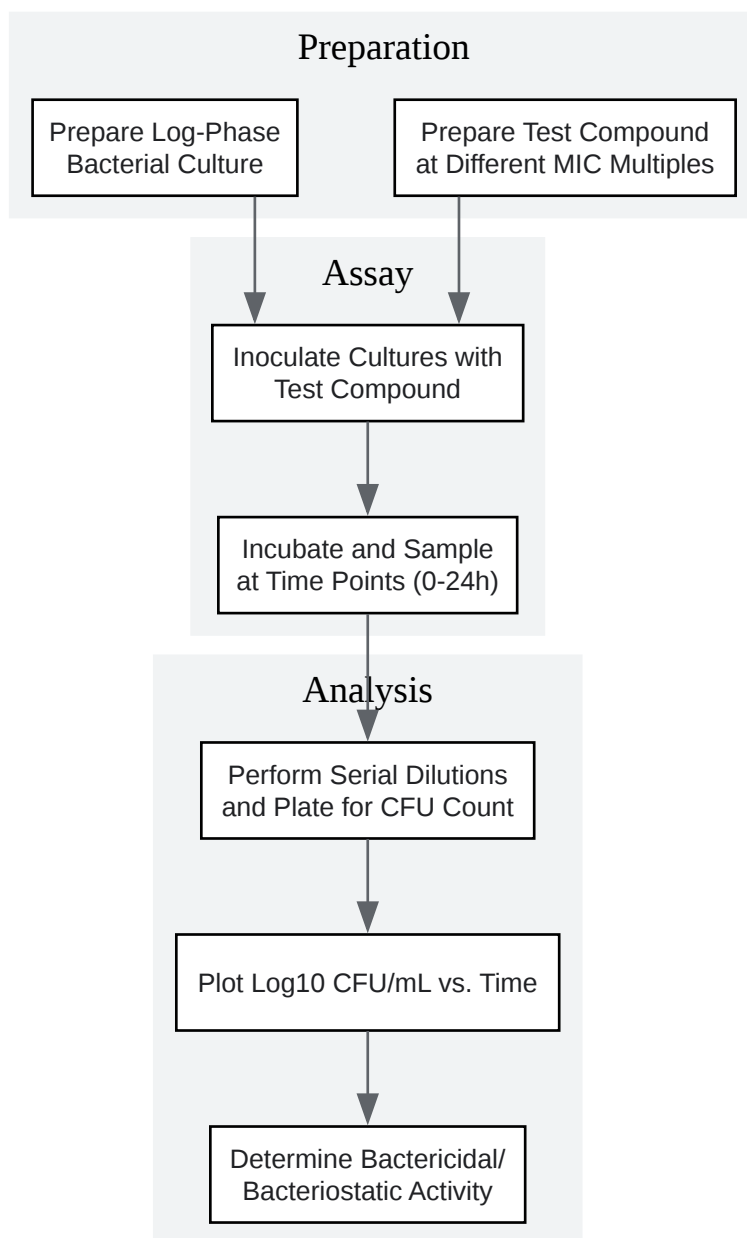 Preparation
Prepare Log-Phase
Bacterial Culture
Prepare Test Compound
at Different MIC Multiples
Assay
Inoculate Cultures with
Test Compound
Incubate and Sample
at Time Points (0-24h)
Analysis
Perform Serial Dilutions
and Plate for CFU Count
Plot Log10 CFU/mL vs. Time
Determine Bactericidal/
Bacteriostatic Activity